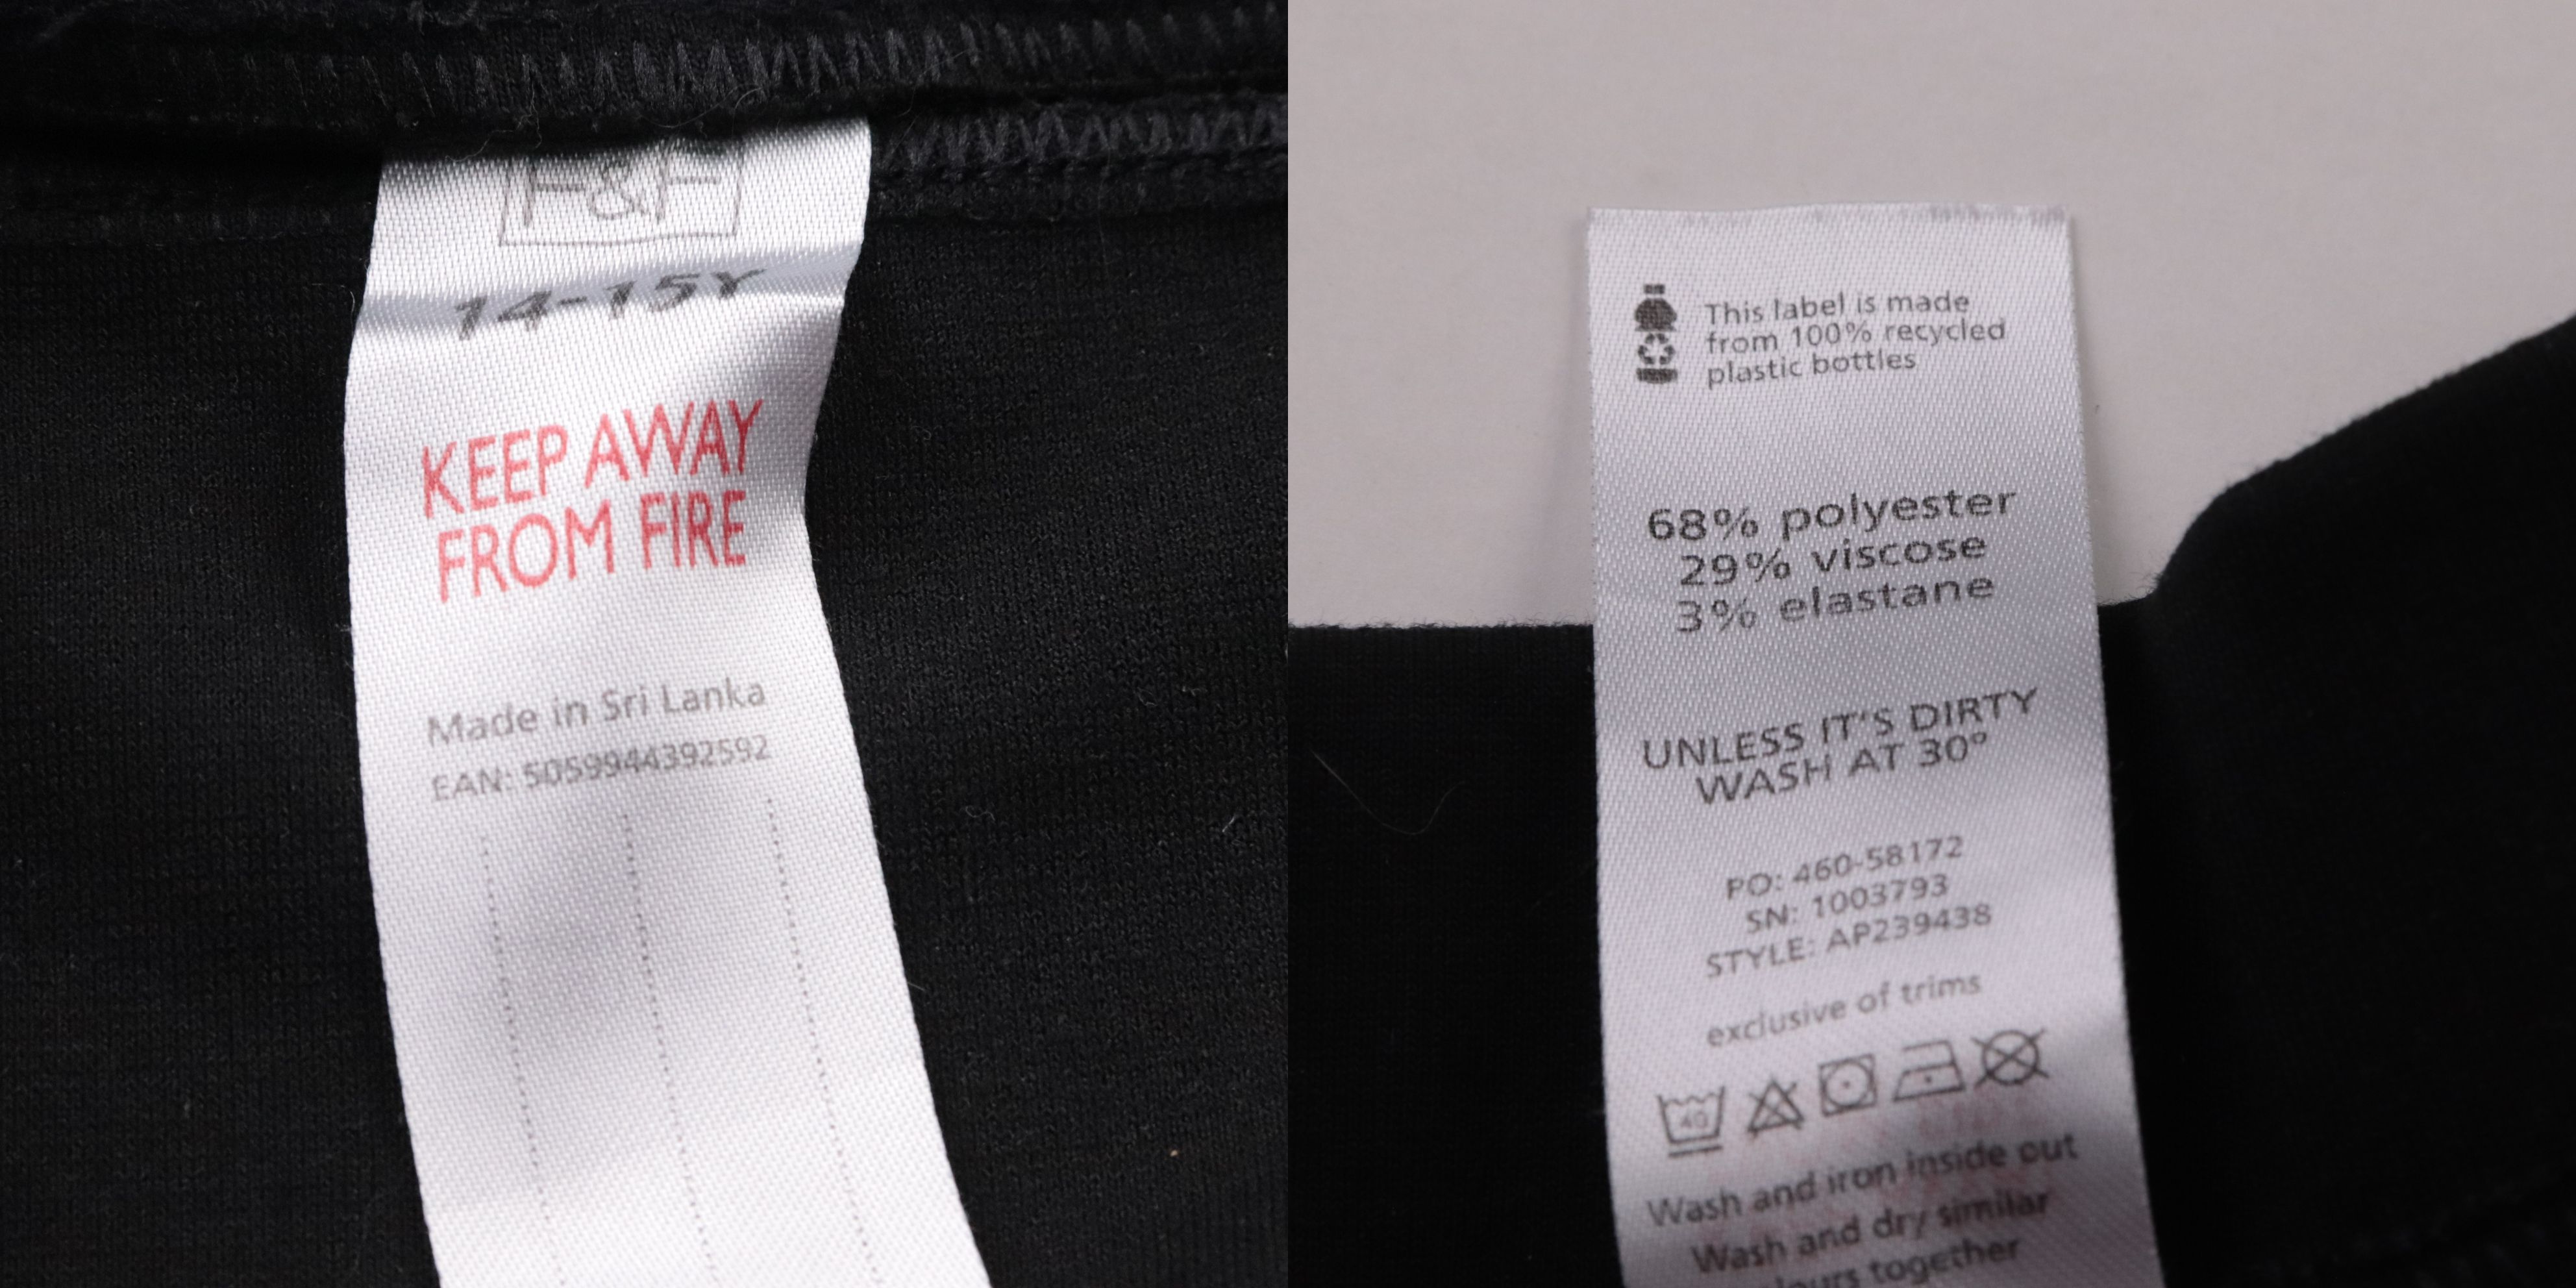 F&F
14-15Y
KEEP AWAY
FROM FIRE
Made in Sri Lanka
EAN: 5059944392592
This label is made
from 100% recycled
plastic bottles
68% polyester
29% viscose
3% elastane
UNLESS IT'S DIRTY
WASH AT 30°
PO: 460-58172
SN: 1003793
STYLE: AP239438
exclusive of trims
40
Wash and iron inside out
Wash and dry similar
together